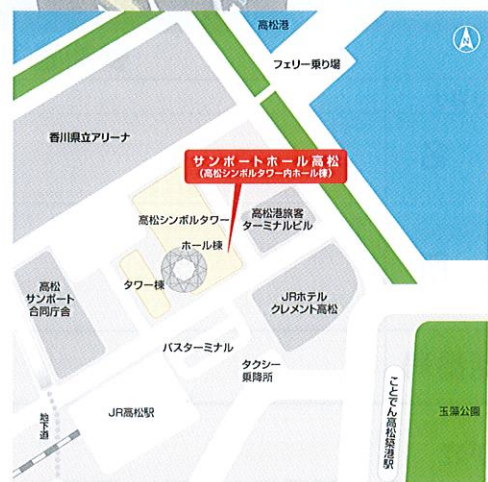 高松港
N
フェリー乗り場
香川県立アリーナ
サンポートホール高松
(高松シンボルタワー内ホール棟)
高松シンボルタワー
高松港旅客
ターミナルビル
ホール棟
タワー棟
高松
サンポート
合同庁舎
JRホテル
クレメント高松
バスターミナル
タクシー
乗降所
ことでん高松築港駅
玉藻公園
地下道
JR高松駅